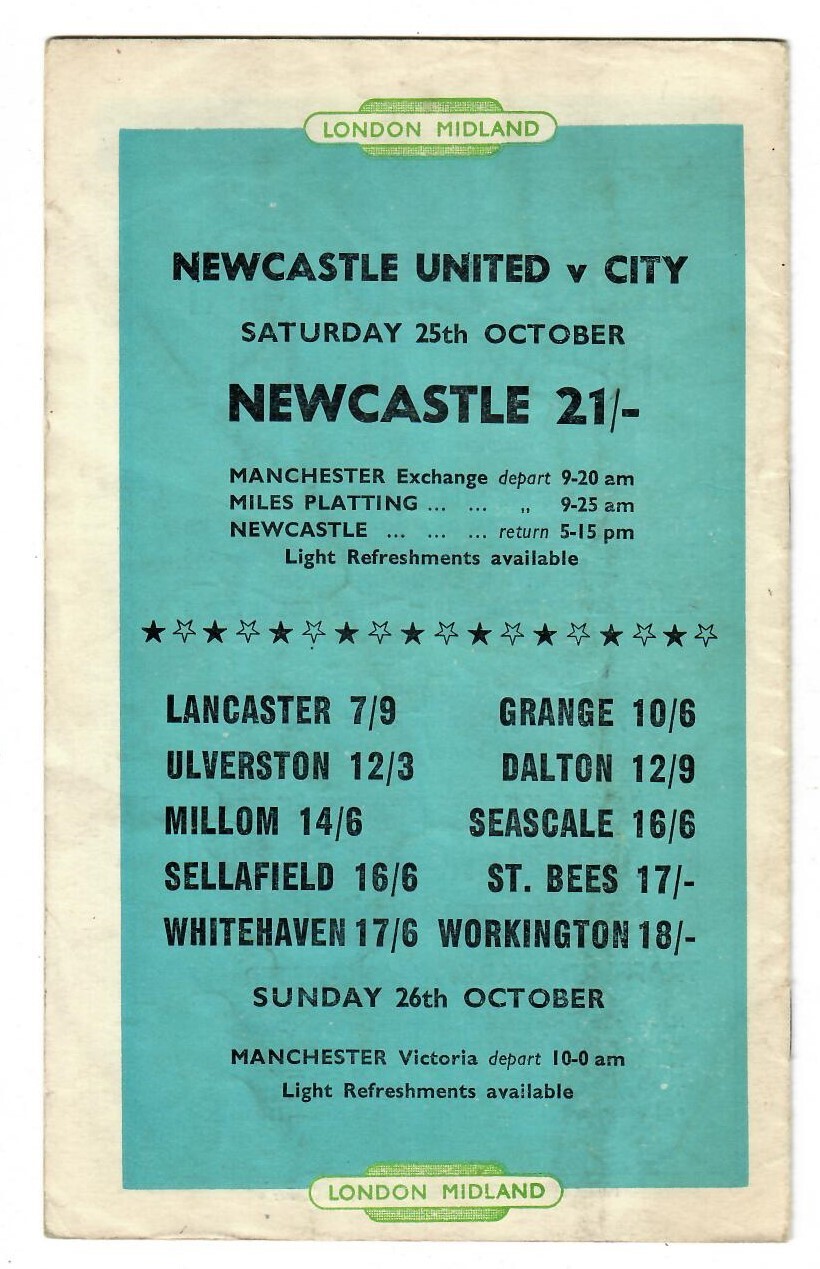 LONDON MIDLAND
NEWCASTLE UNITED v CITY
SATURDAY 25th OCTOBER
NEWCASTLE 21/-
MANCHESTER Exchange depart 9-20 am
MILES PLATTING ... ... ,, 9-25 am
NEWCASTLE ... ... ... return 5-15 pm
Light Refreshments available
LANCASTER 7/9 GRANGE 10/6
ULVERSTON 12/3 DALTON 12/9
MILLOM 14/6 SEASCALE 16/6
SELLAFIELD 16/6 ST. BEES 17/-
WHITEHAVEN 17/6 WORKINGTON 18/-
SUNDAY 26th OCTOBER
MANCHESTER Victoria depart 10-0 am
Light Refreshments available
LONDON MIDLAND